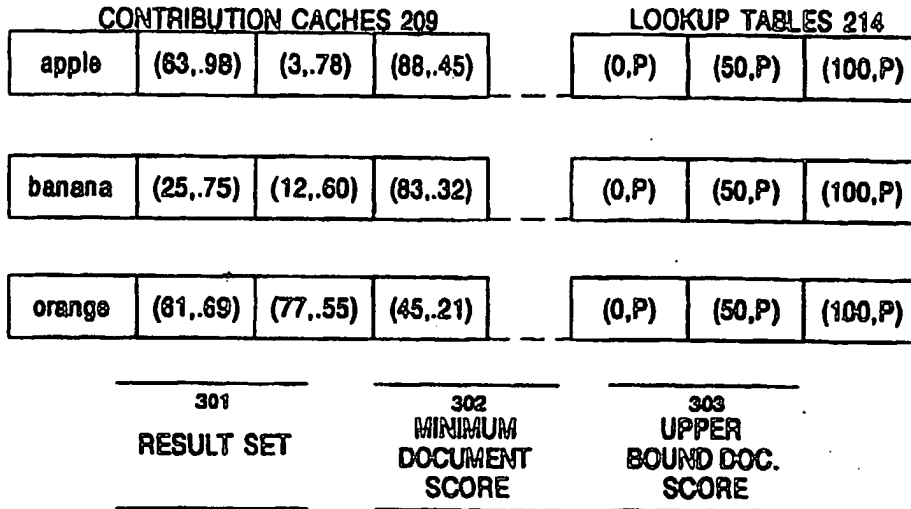 CONTRIBUTION CACHES 209 LOOKUP TABLES 214
apple (63,.98) (3,.78) (88,.45) (0,P) (50,P) (100,P)
banana (25,.75) (12,.60) (83,.32) (0,P) (50,P) (100,P)
orange (61,.69) (77,.55) (45,.21) (0,P) (50,P) (100,P)
301 302 303
RESULT SET MINIMUM DOCUMENT SCORE UPPER BOUND DOC. SCORE